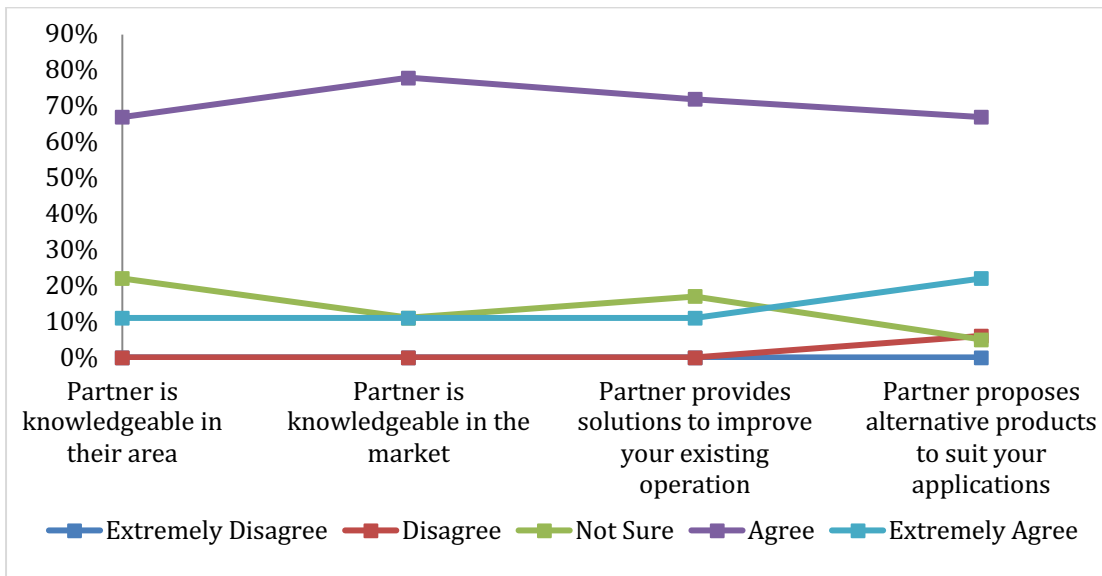 90%
80%
70%
60%
50%
40%
30%
20%
10%
0%
Partner is
knowledgeable in
their area
Partner is
knowledgeable in the
market
Partner provides
solutions to improve
your existing
operation
Partner proposes
alternative products
to suit your
applications
Extremely Disagree Disagree Not Sure Agree Extremely Agree